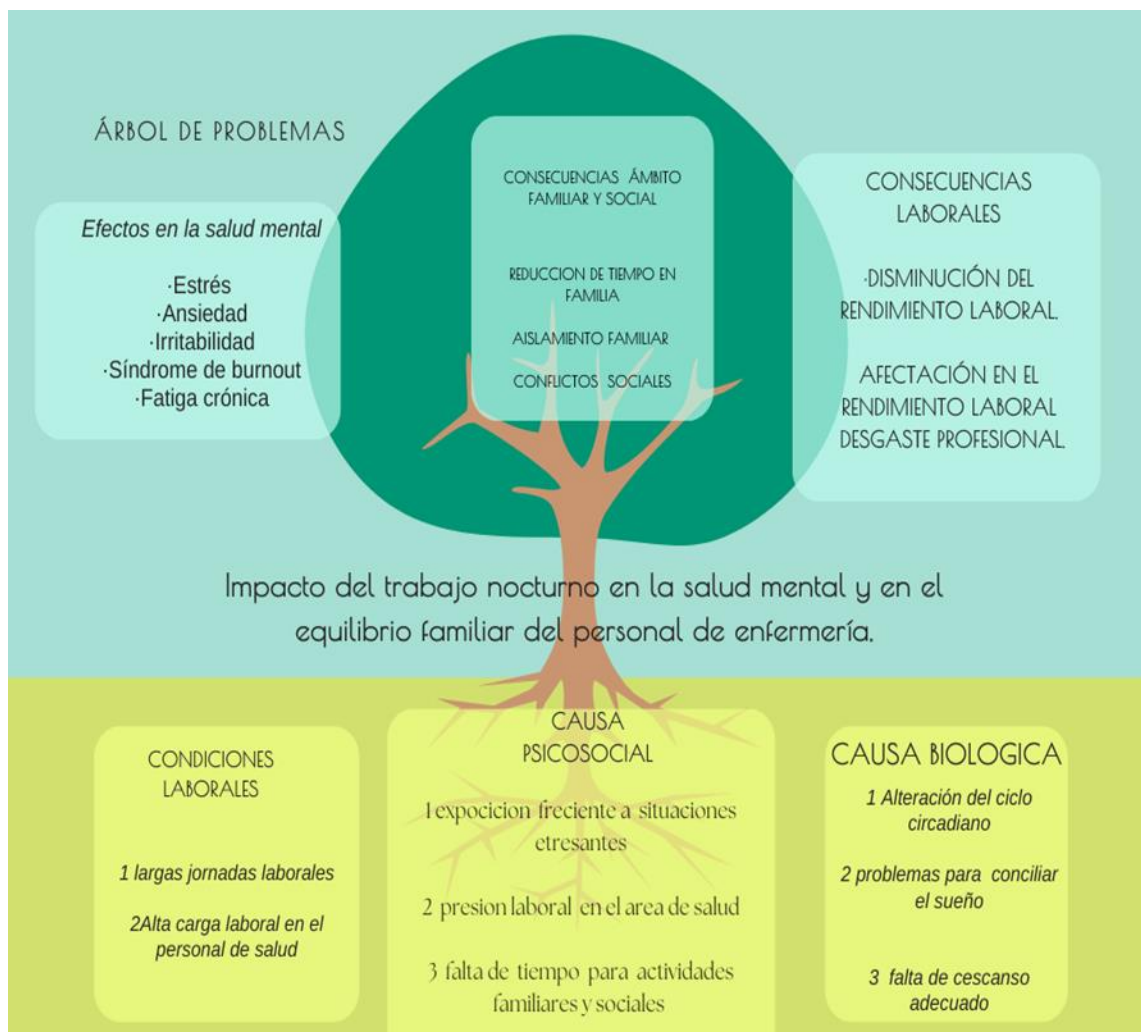 ÁRBOL DE PROBLEMAS
Efectos en la salud mental
·Estrés
·Ansiedad
·Irritabilidad
·Síndrome de burnout
·Fatiga crónica
CONSECUENCIAS ÁMBITO
FAMILIAR Y SOCIAL
REDUCCION DE TIEMPO EN
FAMILIA
AISLAMIENTO FAMILIAR
CONFLICTOS SOCIALES
CONSECUENCIAS
LABORALES
·DISMINUCIÓN DEL
RENDIMIENTO LABORAL.
AFECTACIÓN EN EL
RENDIMIENTO LABORAL
DESGASTE PROFESIONAL.
Impacto del trabajo nocturno en la salud mental y en el
equilibrio familiar del personal de enfermería.
CONDICIONES
LABORALES
1 largas jornadas laborales
2Alta carga laboral en el
personal de salud
CAUSA
PSICOSOCIAL
1 expocicion freciente a situaciones
etresantes
2 presion laboral en el area de salud
3 falta de tiempo para actividades
familiares y sociales
CAUSA BIOLOGICA
1 Alteración del ciclo
circadiano
2 problemas para conciliar
el sueño
3 falta de cescanso
adecuado